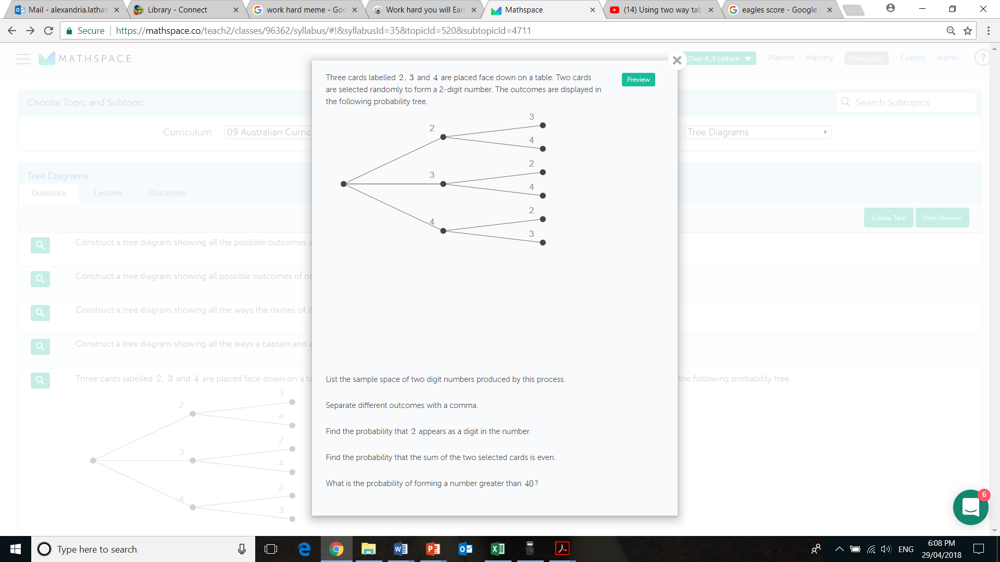 Mail - alexandria.lathan
Library - Connect
work hard meme - Goo
Work hard you will Ear
Mathspace
(14) Using two way tab
eagles score - Google S
Secure
https://mathspace.co/teach2/classes/96362/syllabus/#!&syllabusId=35&topicId=520&subtopicId=4711
MATHSPACE
Class 9_5 Latham
Planner
Mastery
Curriculum
Grades
Admin
?
Choose Topic and Subtopic
Search Subtopics
Curriculum:
09 Australian Curric
Tree Diagrams
Tree Diagrams
Questions
Lessons
Outcomes
Create Task
Print Preview
Construct a tree diagram showing all the possible outcomes
Construct a tree diagram showing all possible outcomes of bo
Construct a tree diagram showing all the ways the names of t
Construct a tree diagram showing all the ways a captain and a
Three cards labelled 2, 3 and 4 are placed face down on a ta
the following probability tree.
3
2
4
2
3
4
2
4
3
Three cards labelled 2, 3 and 4 are placed face down on a table. Two cards
are selected randomly to form a 2-digit number. The outcomes are displayed in
the following probability tree.
Preview
3
2
4
2
3
4
2
4
3
List the sample space of two digit numbers produced by this process.
Separate different outcomes with a comma.
Find the probability that 2 appears as a digit in the number.
Find the probability that the sum of the two selected cards is even.
What is the probability of forming a number greater than 40?
6
Type here to search
ENG
6:08 PM
29/04/2018